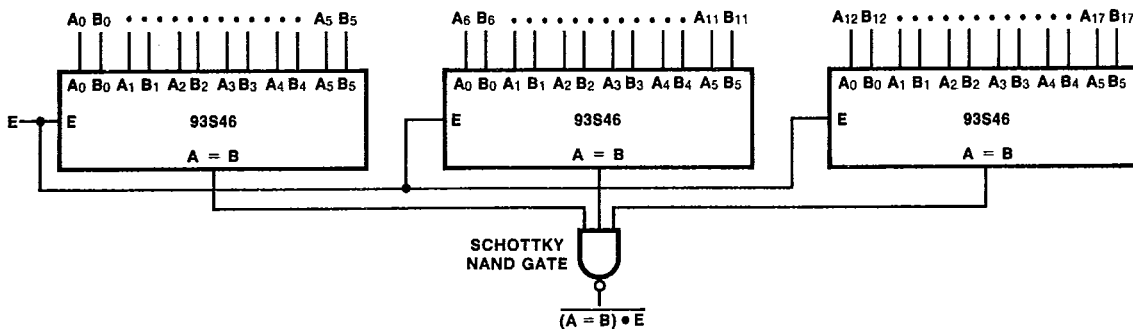 A0 B0 • • • • • • • • • • A5 B5
A6 B6 • • • • • • • • • • • • A11 B11
A12 B12 • • • • • • • • • • • A17 B17
A0 B0 A1 B1 A2 B2 A3 B3 A4 B4 A5 B5
A0 B0 A1 B1 A2 B2 A3 B3 A4 B4 A5 B5
A0 B0 A1 B1 A2 B2 A3 B3 A4 B4 A5 B5
E
E 93S46
E 93S46
E 93S46
A = B
A = B
A = B
SCHOTTKY
NAND GATE
(A = B) • E